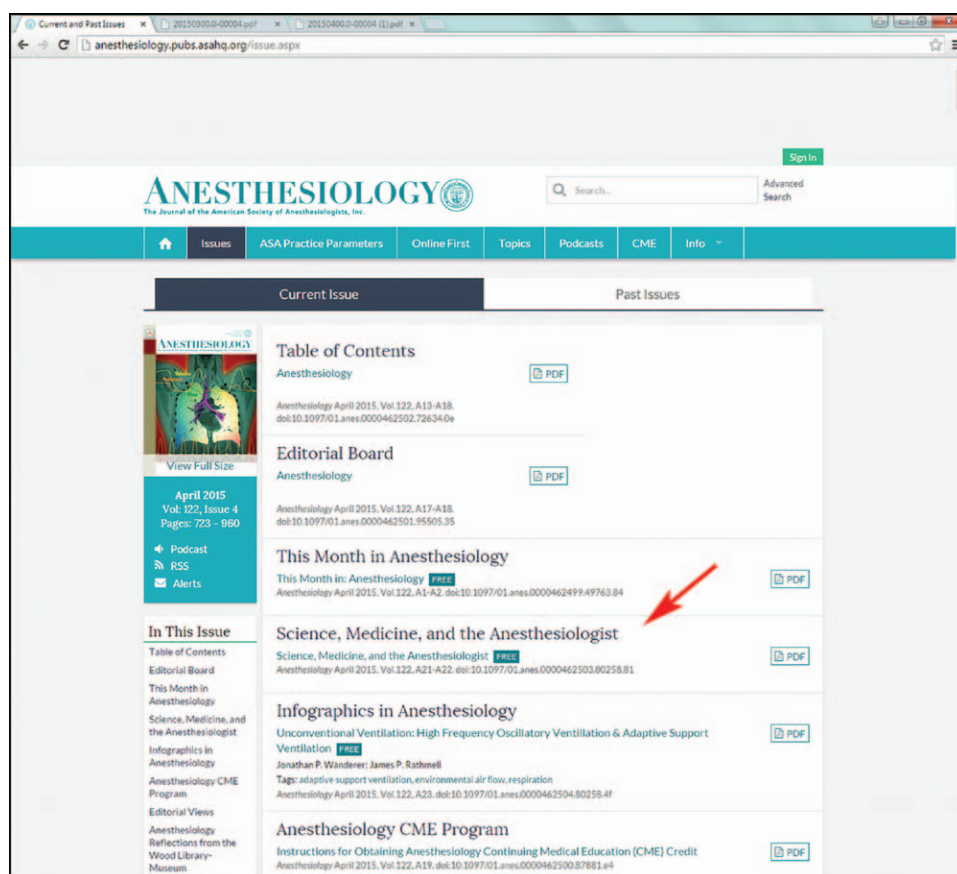 Current and Past Issues
20150300.0-00004.pdf
20150400.0-00004 (1).pdf
anesthesiology.pubs.asahq.org/issue.aspx
Sign In
ANESTHESIOLOGY®
The Journal of the American Society of Anesthesiologists, Inc.
Search..
Advanced
Search
Issues
ASA Practice Parameters
Online First
Topics
Podcasts
CME
Info
Current Issue
Past Issues
ANESTHESIOLOGY
View Full Size
April 2015
Vol: 122, Issue 4
Pages: 723 - 960
Podcast
RSS
Alerts
In This Issue
Table of Contents
Editorial Board
This Month in
Anesthesiology
Science, Medicine, and
the Anesthesiologist
Infographics in
Anesthesiology
Anesthesiology CME
Program
Editorial Views
Anesthesiology
Reflections from the
Wood Library-
Museum
Table of Contents
Anesthesiology
PDF
Anesthesiology April 2015, Vol.122, A13-A18.
doi:10.1097/01.anes.0000462502.72634.0e
Editorial Board
Anesthesiology
PDF
Anesthesiology April 2015, Vol.122, A17-A18.
doi:10.1097/01.anes.0000462501.95505.35
This Month in Anesthesiology
This Month in: Anesthesiology FREE
PDF
Anesthesiology April 2015, Vol.122, A1-A2. doi:10.1097/01.anes.0000462499.49763.84
Science, Medicine, and the Anesthesiologist
Science, Medicine, and the Anesthesiologist FREE
PDF
Anesthesiology April 2015, Vol.122, A21-A22. doi:10.1097/01.anes.0000462503.80258.81
Infographics in Anesthesiology
Unconventional Ventilation: High Frequency Oscillatory Ventillation & Adaptive Support
PDF
Ventilation FREE
Jonathan P. Wanderer; James P. Rathmell
Tags: adaptive support ventilation, environmental air flow, respiration
Anesthesiology April 2015, Vol.122, A23. doi:10.1097/01.anes.0000462504.80258.4f
Anesthesiology CME Program
Instructions for Obtaining Anesthesiology Continuing Medical Education (CME) Credit
PDF
Anesthesiology April 2015, Vol.122, A19. doi:10.1097/01.anes.0000462500.87881.e4